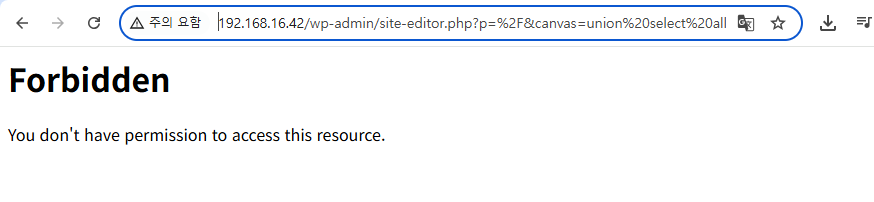 주의 요함 192.168.16.42/wp-admin/site-editor.php?p=%2F&canvas=union%20select%20all
Forbidden
You don't have permission to access this resource.